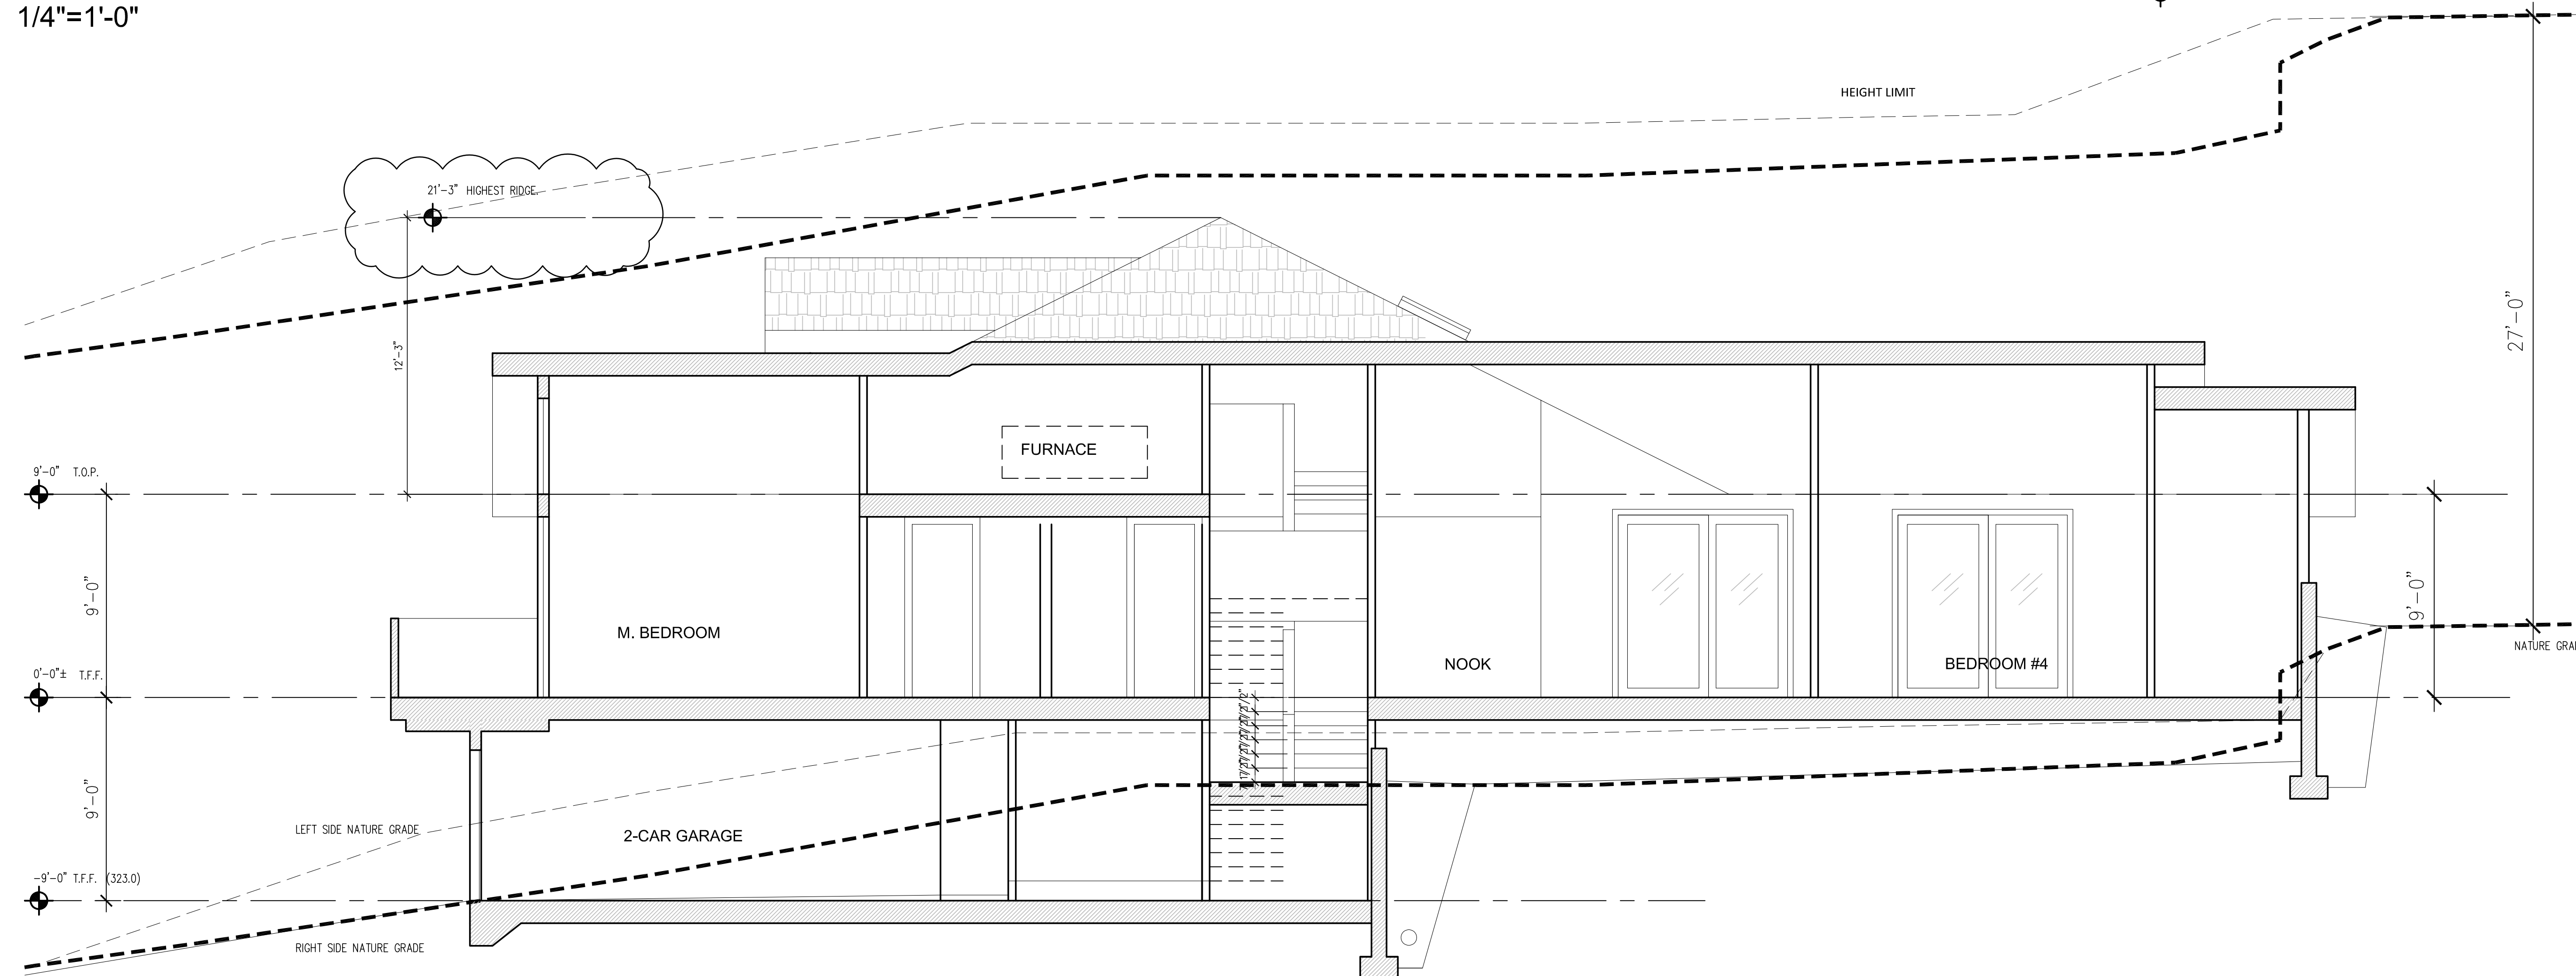 1/4"=1'-0"
HEIGHT LIMIT
21'-3" HIGHEST RIDGE
27'-0"
12'-3"
FURNACE
9'-0" T.O.P.
9'-0"
9'-0"
M. BEDROOM
NATURE GRA
NOOK
BEDROOM #4
0'-0"± T.F.F.
9'-0"
LEFT SIDE NATURE GRADE
2-CAR GARAGE
-9'-0" T.F.F. (323.0)
RIGHT SIDE NATURE GRADE